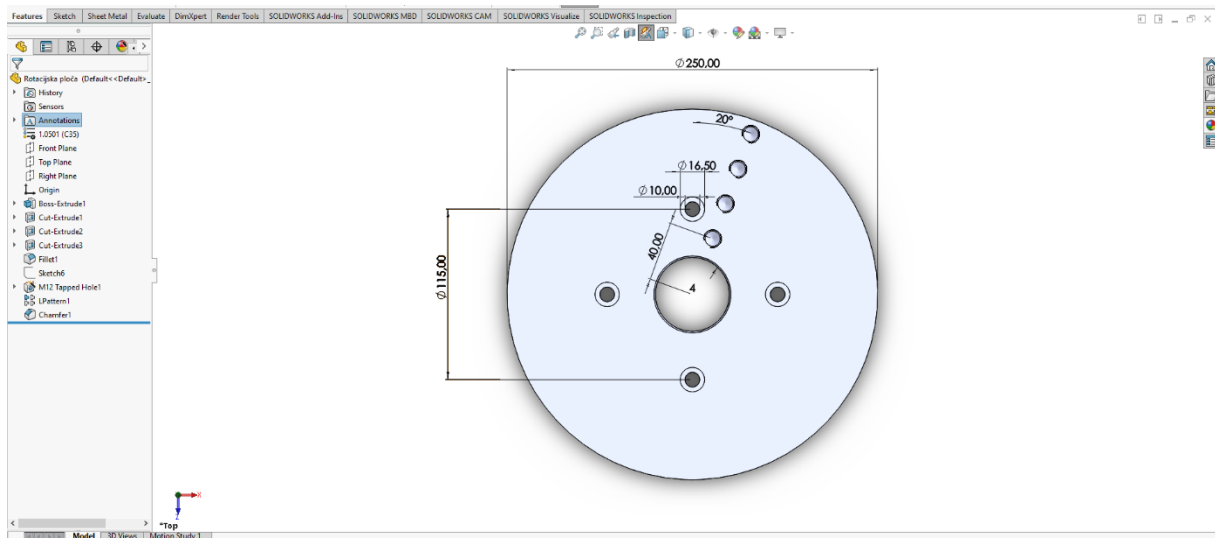 Features Sketch Sheet Metal Evaluate DimXpert Render Tools SOLIDWORKS Add-Ins SOLIDWORKS MBD SOLIDWORKS CAM SOLIDWORKS Visualize SOLIDWORKS Inspection
Rotacijska ploča (Default<<Default>_
History
Sensors
Annotations
1.0501 (C35)
Front Plane
Top Plane
Right Plane
Origin
Boss-Extrude1
Cut-Extrude1
Cut-Extrude2
Cut-Extrude3
Fillet1
Sketch6
M12 Tapped Hole1
LPattern1
Chamfer1
∅250,00
20°
∅16,50
∅10,00
40,00
∅115,00
4
X
Z
*Top
Model 3D Views Motion Study 1